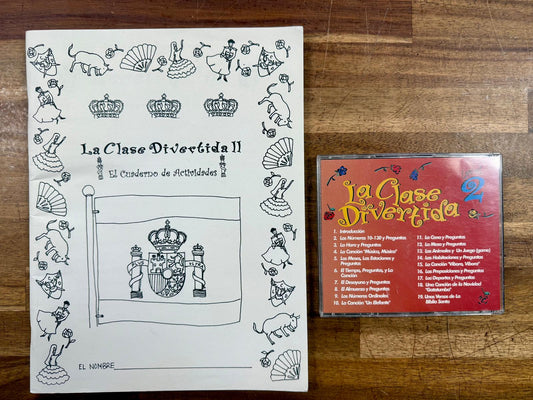 La Clase Divertida II
El Cuaderno de Actividades
EL NOMBRE
La Clase
Divertida 2
1. Introducción
2. Los Números 10-120 y Preguntas
3. La Hora y Preguntas
4. La Canción "Música, Música"
5. Los Meses, Las Estaciones y
Preguntas
6. El Tiempo, Preguntas, y La
Canción
7. El Desayuno y Preguntas
8. El Almuerzo y Preguntas
9. Los Números Ordinales
10. La Canción "Un Elefante"
11. La Cena y Preguntas
12. La Mesa y Preguntas
13. Los Animales y Un Juego (game)
14. Las Habitaciones y Preguntas
15. La Canción "Víbora, Víbora"
16. Las Preposiciones y Preguntas
17. Los Deportes y Preguntas
18. Una Canción de la Navidad
"Gatatumba"
19. Unos Versos de La
Biblia Santa